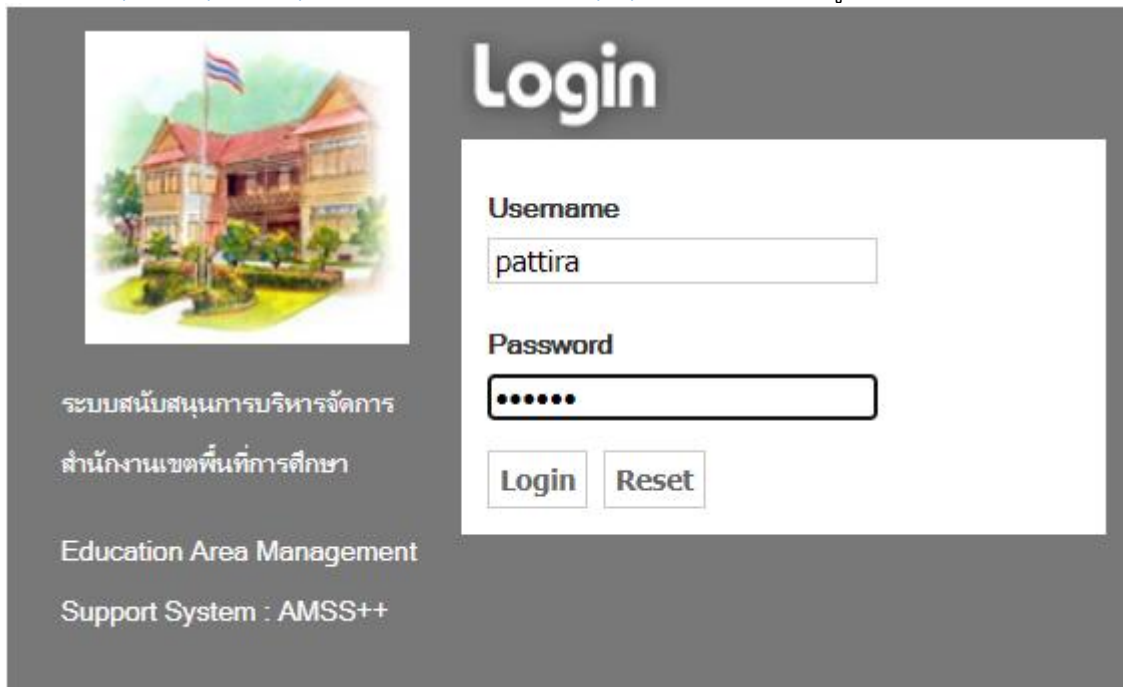 Login
Username
pattira
Password
••••••
Login Reset
ระบบสนับสนุนการบริหารจัดการ
สำนักงานเขตพื้นที่การศึกษา
Education Area Management
Support System : AMSS++